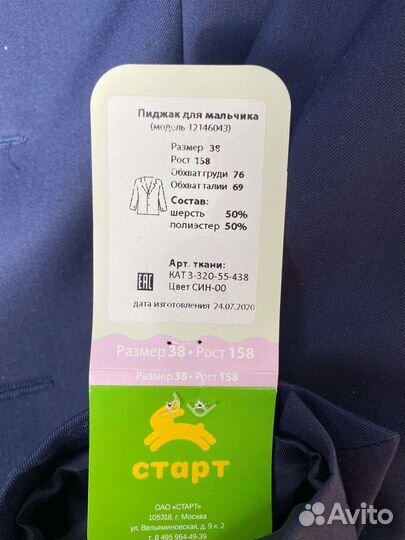 Пиджак для мальчика
(модель 12146043)
Размер 38
Рост 158
Обхват груди 76
Обхват талии 69
Состав:
шерсть 50%
полиэстер 50%
Арт. ткани:
КАТ 3-320-55-438
Цвет СИН-00
ЕАС
дата изготовления 24.07.2020
Размер 38 • Рост 158
Размер 38 • Рост 158
старт
ОАО «СТАРТ»
105318, г. Москва
ул. Вельяминовская, д. 9 к. 2
т. 8 495 964-49-39
Avito